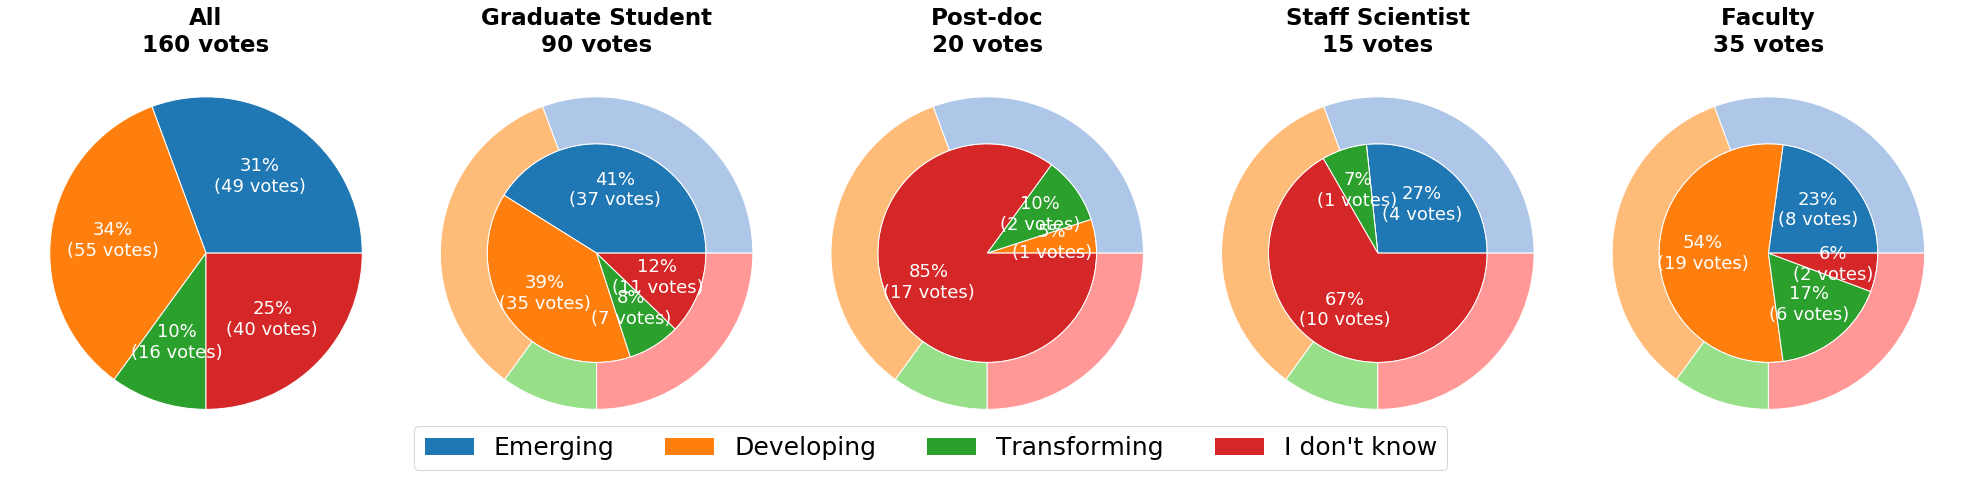 All
160 votes
31%
(49 votes)
34%
(55 votes)
10%
(16 votes)
25%
(40 votes)
Graduate Student
90 votes
41%
(37 votes)
39%
(35 votes)
8%
(7 votes)
12%
(11 votes)
Post-doc
20 votes
5%
(1 votes)
10%
(2 votes)
85%
(17 votes)
Staff Scientist
15 votes
27%
(4 votes)
7%
(1 votes)
67%
(10 votes)
Faculty
35 votes
23%
(8 votes)
54%
(19 votes)
17%
(6 votes)
6%
(2 votes)
Emerging
Developing
Transforming
I don't know